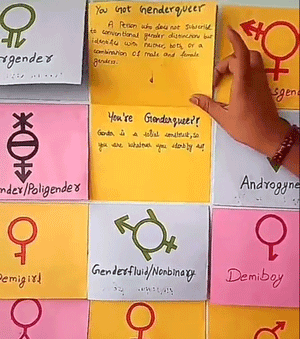 You Got Genderqueer
A Person who does not subscribe
to conventional gender distinctions but
identifies with neither, both, or a
combination of male and female
genders.
rgender
sgen
You're Genderqueer!
Gender is a social construct, so
you are whatever you identify as!
nder/Poligender
Androgyne
emigirl
Genderfluid/Nonbinary
Demiboy